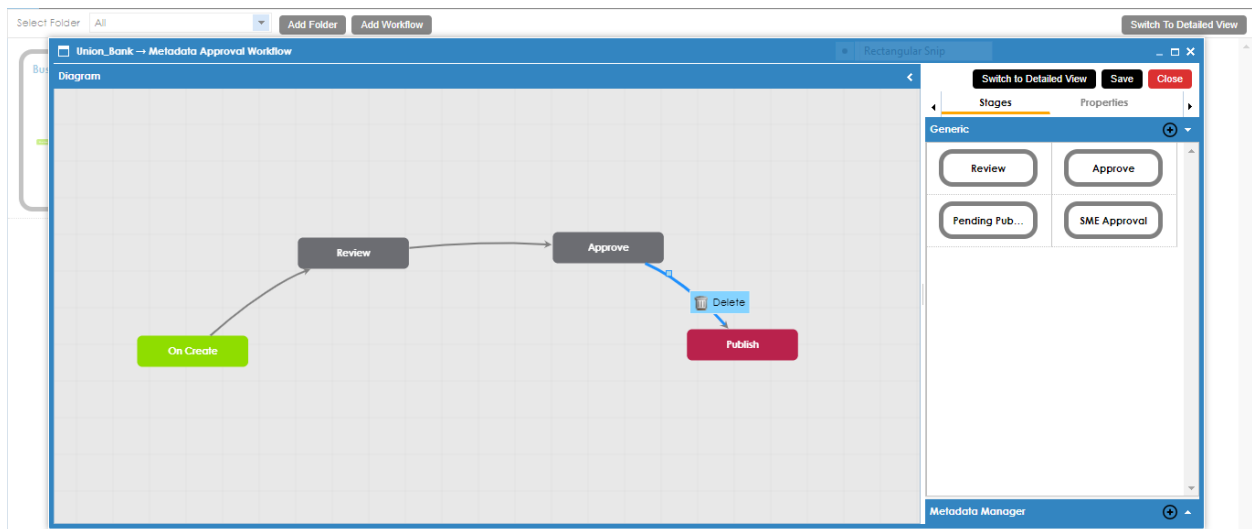 Select Folder All Add Folder Add Workflow Switch To Detailed View
Bus
Union_Bank → Metadata Approval Workflow
Rectangular Snip
Diagram
Switch to Detailed View Save Close
Stages Properties
Generic
Review Approve
Pending Pub... SME Approval
Review
Approve
Delete
On Create
Publish
Metadata Manager